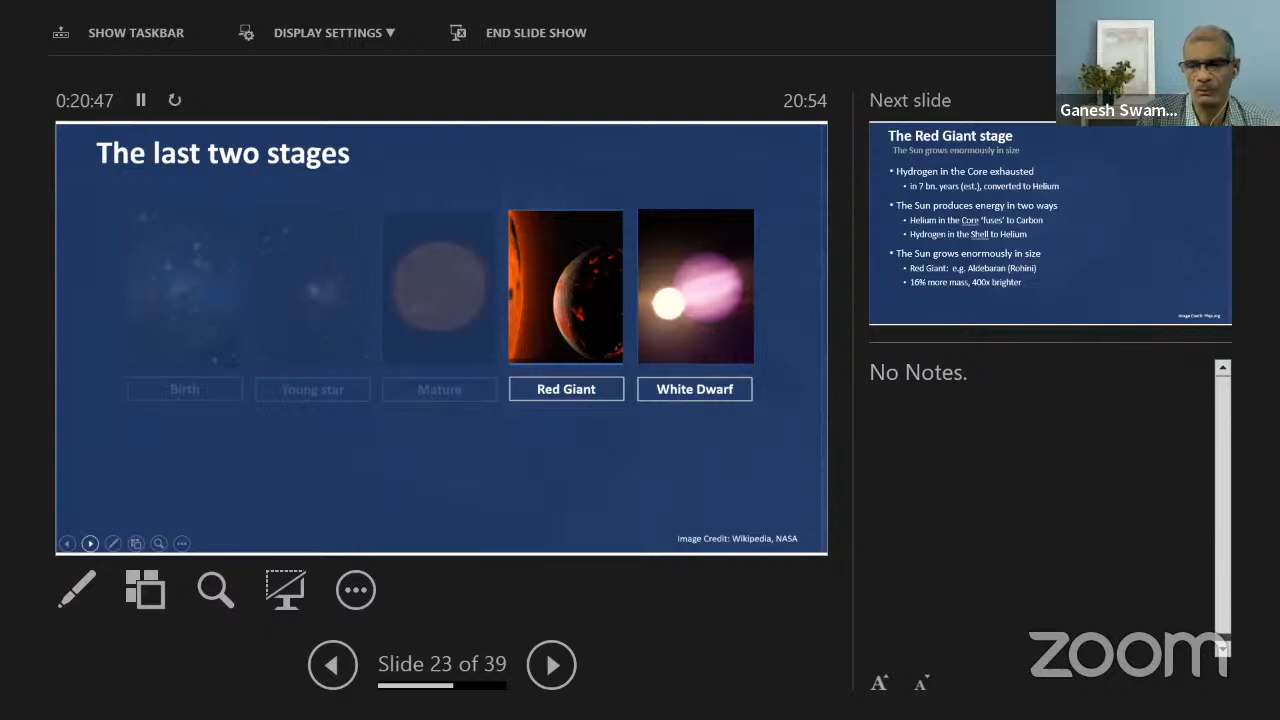 SHOW TASKBAR
DISPLAY SETTINGS ▼
END SLIDE SHOW
0:20:47
20:54
Next slide
Ganesh Swam...
The last two stages
Birth
Young star
Mature
Red Giant
White Dwarf
Image Credit: Wikipedia, NASA
The Red Giant stage
The Sun grows enormously in size
• Hydrogen in the Core exhausted
• in 7 bn. years (est.), converted to Helium
• The Sun produces energy in two ways
• Helium in the Core 'fuses' to Carbon
• Hydrogen in the Shell to Helium
• The Sun grows enormously in size
• Red Giant: e.g. Aldebaran (Rohini)
• 16% more mass, 400x brighter
Image Credit: Phys.org
No Notes.
Slide 23 of 39
A A
zoom